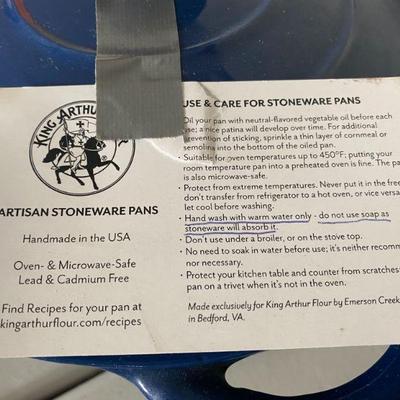 KING ARTHUR
ARTISAN STONEWARE PANS
Handmade in the USA
Oven- & Microwave-Safe
Lead & Cadmium Free
Find Recipes for your pan at
kingarthurflour.com/recipes
USE & CARE FOR STONEWARE PANS
· Oil your pan with neutral-flavored vegetable oil before each
use; a nice patina will develop over time. For additional
prevention of sticking, sprinkle a thin layer of cornmeal or
semolina into the bottom of the oiled pan.
· Suitable for oven temperatures up to 450°F; putting your
room temperature pan into a preheated oven is fine. The pa
is also microwave-safe.
· Protect from extreme temperatures. Never put it in the free
don't transfer from refrigerator to a hot oven, or vice versa
let cool before washing.
· Hand wash with warm water only - do not use soap as
stoneware will absorb it.
· Don't use under a broiler, or on the stove top.
· No need to soak in water before use; it's neither recomm
nor necessary.
· Protect your kitchen table and counter from scratches
pan on a trivet when it's not in the oven.
Made exclusively for King Arthur Flour by Emerson Creek
in Bedford, VA.